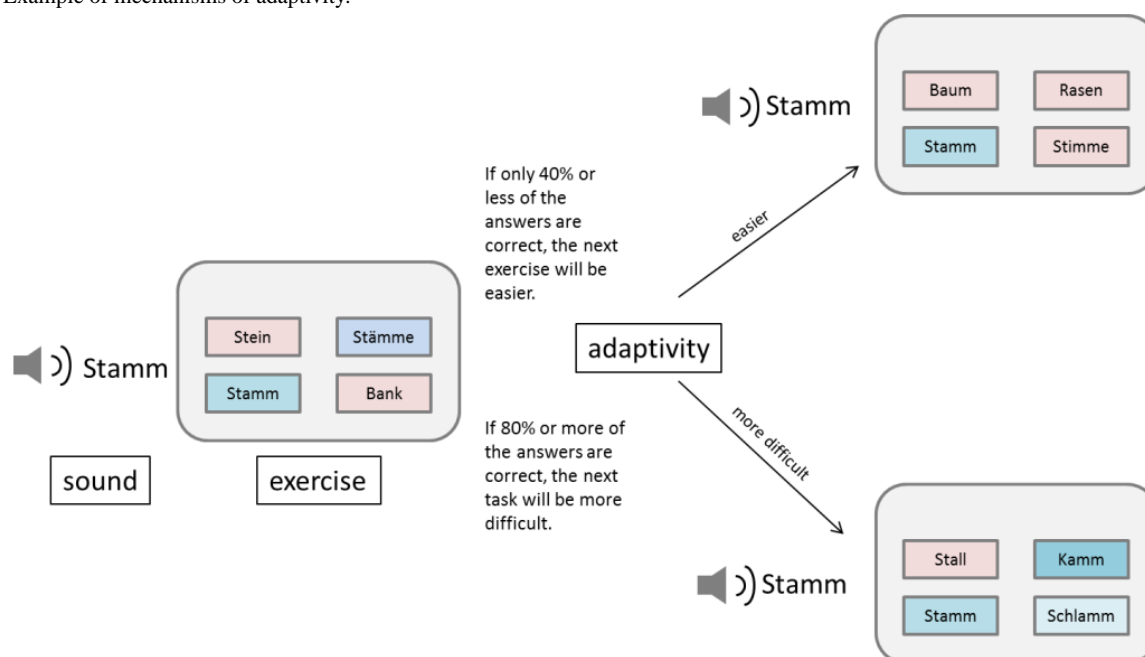 Example of mechanisms of adaptivity.
Stamm
Stein
Stämme
Stamm
Bank
sound
exercise
If only 40% or
less of the
answers are
correct, the next
exercise will be
easier.
If 80% or more of
the answers are
correct, the next
task will be more
difficult.
adaptivity
easier
more difficult
Stamm
Baum
Rasen
Stamm
Stimme
Stamm
Stall
Kamm
Stamm
Schlamm